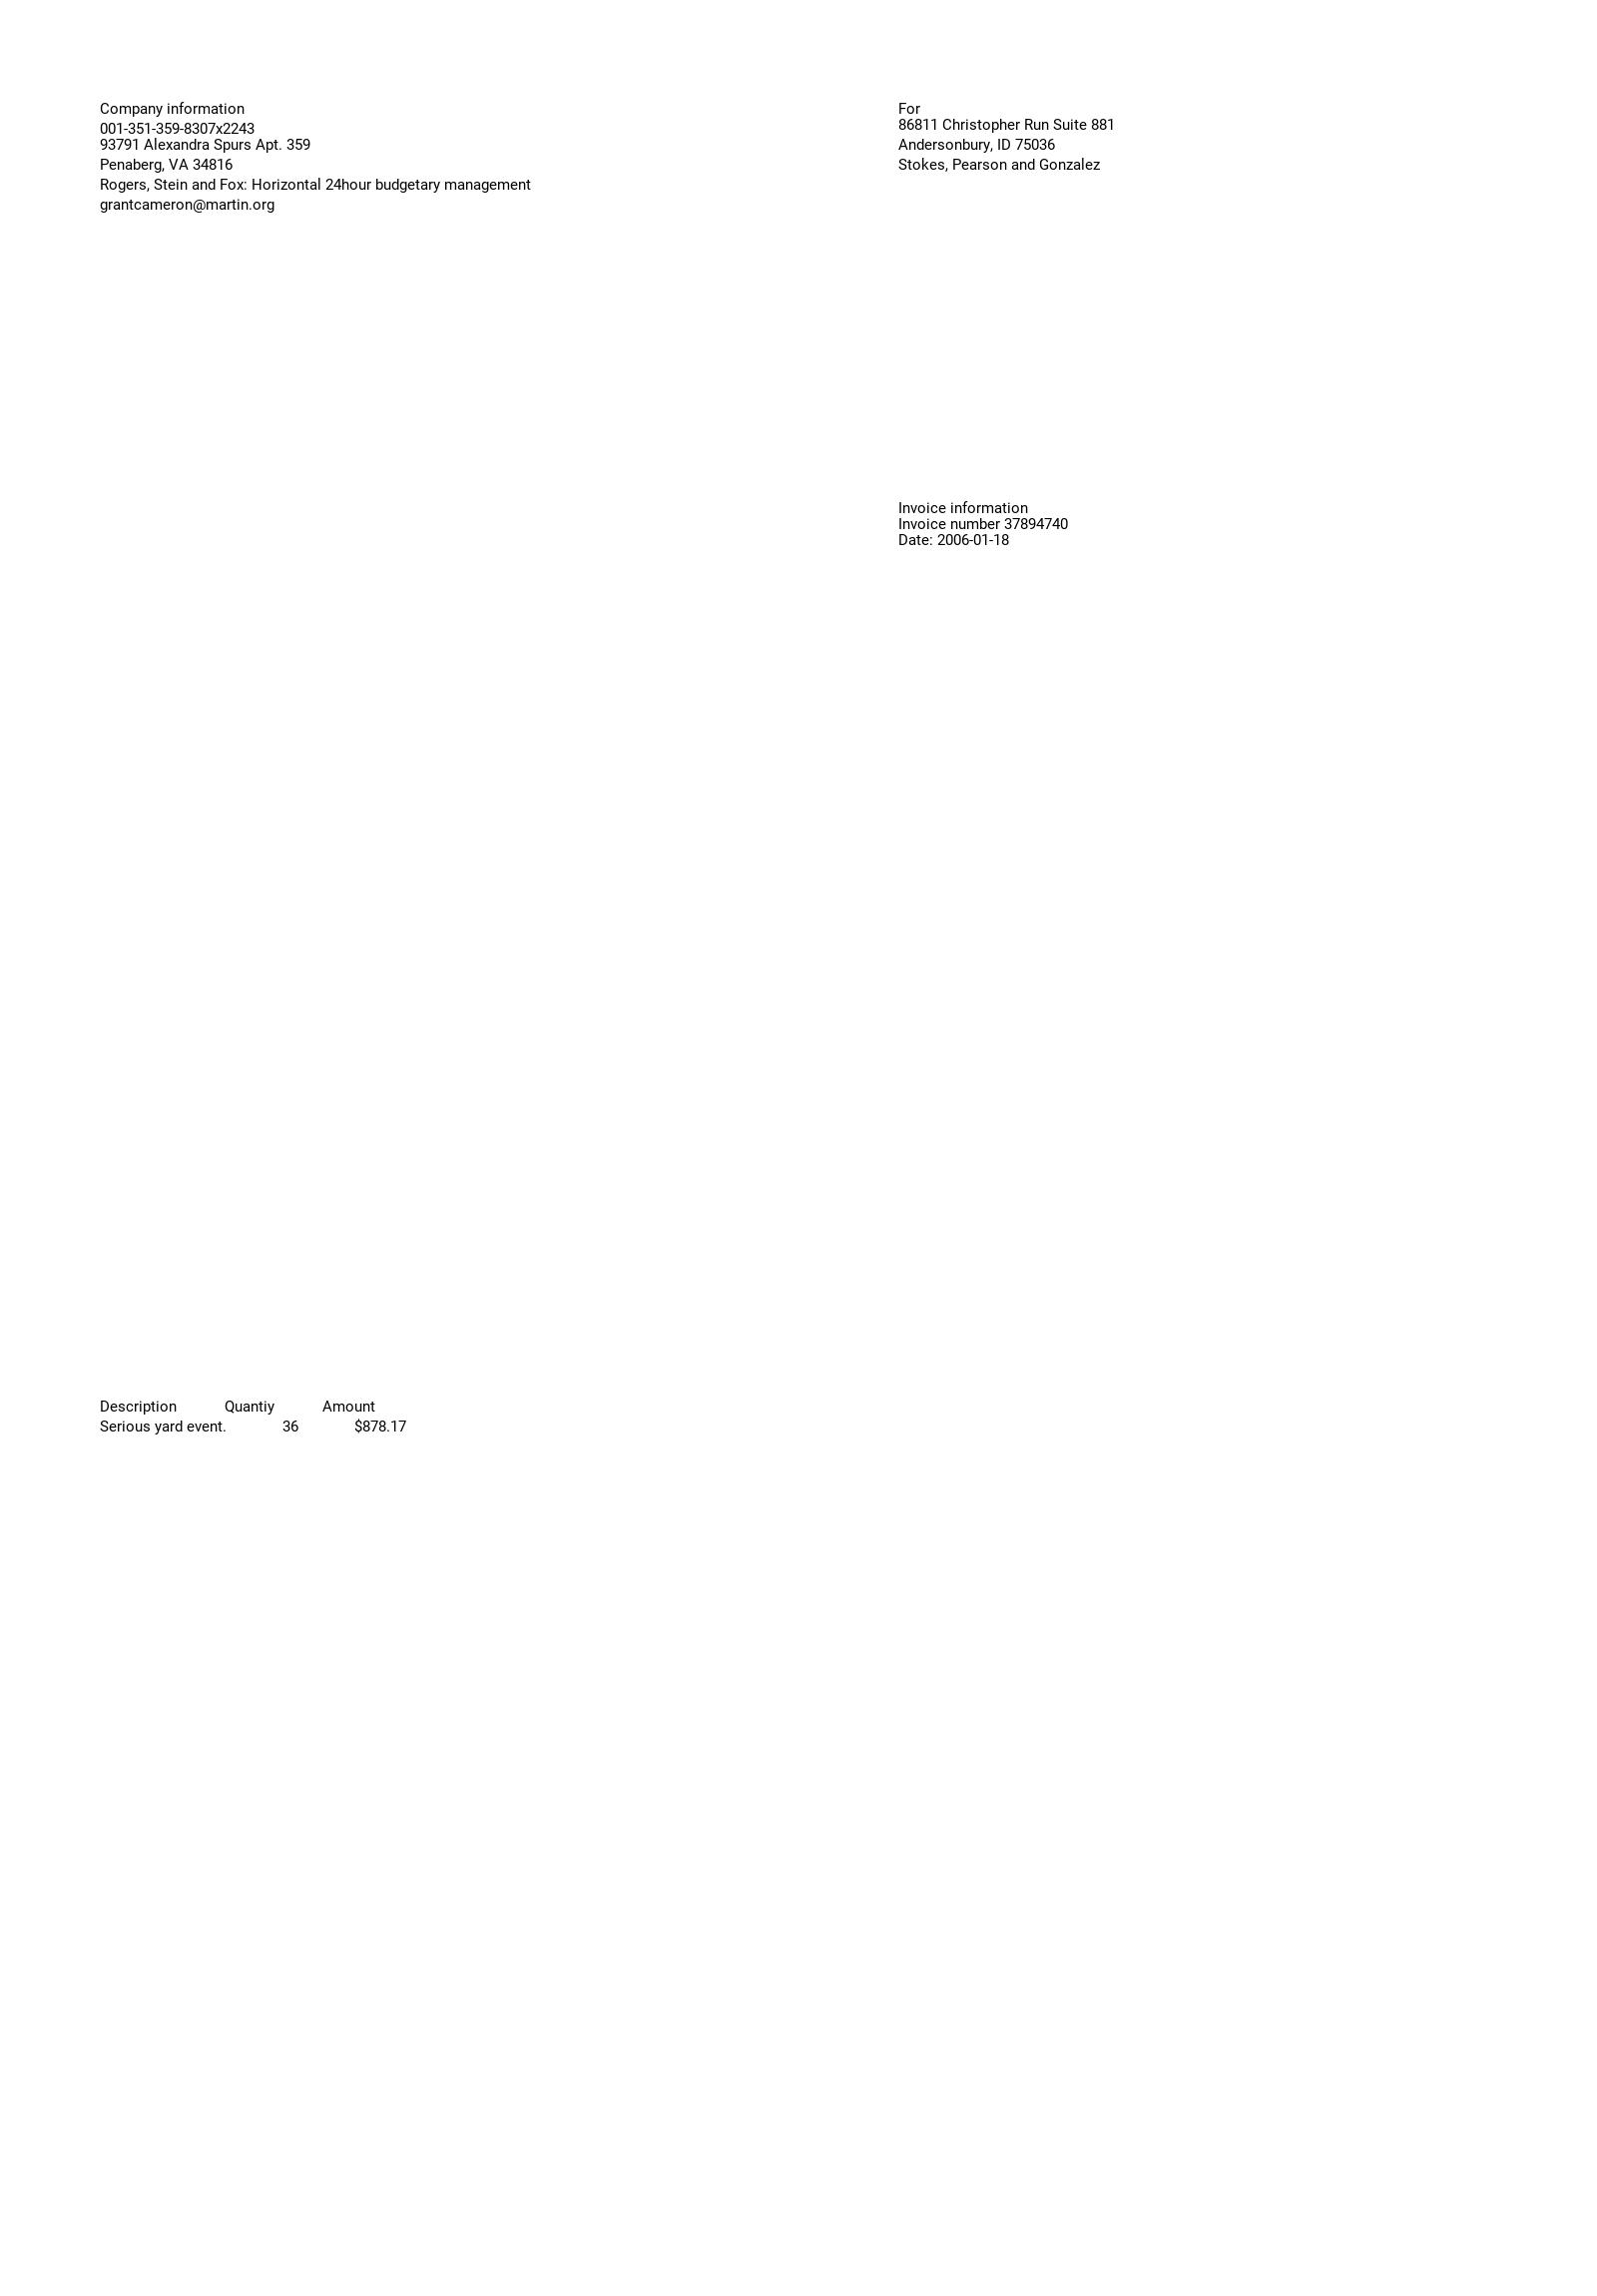 Company information
001-351-359-8307x2243
93791 Alexandra Spurs Apt. 359
Penaberg, VA 34816
Rogers, Stein and Fox: Horizontal 24hour budgetary management
grantcameron@martin.org
For
86811 Christopher Run Suite 881
Andersonbury, ID 75036
Stokes, Pearson and Gonzalez
Invoice information
Invoice number 37894740
Date: 2006-01-18
Description Quantiy Amount
Serious yard event. 36 $878.17